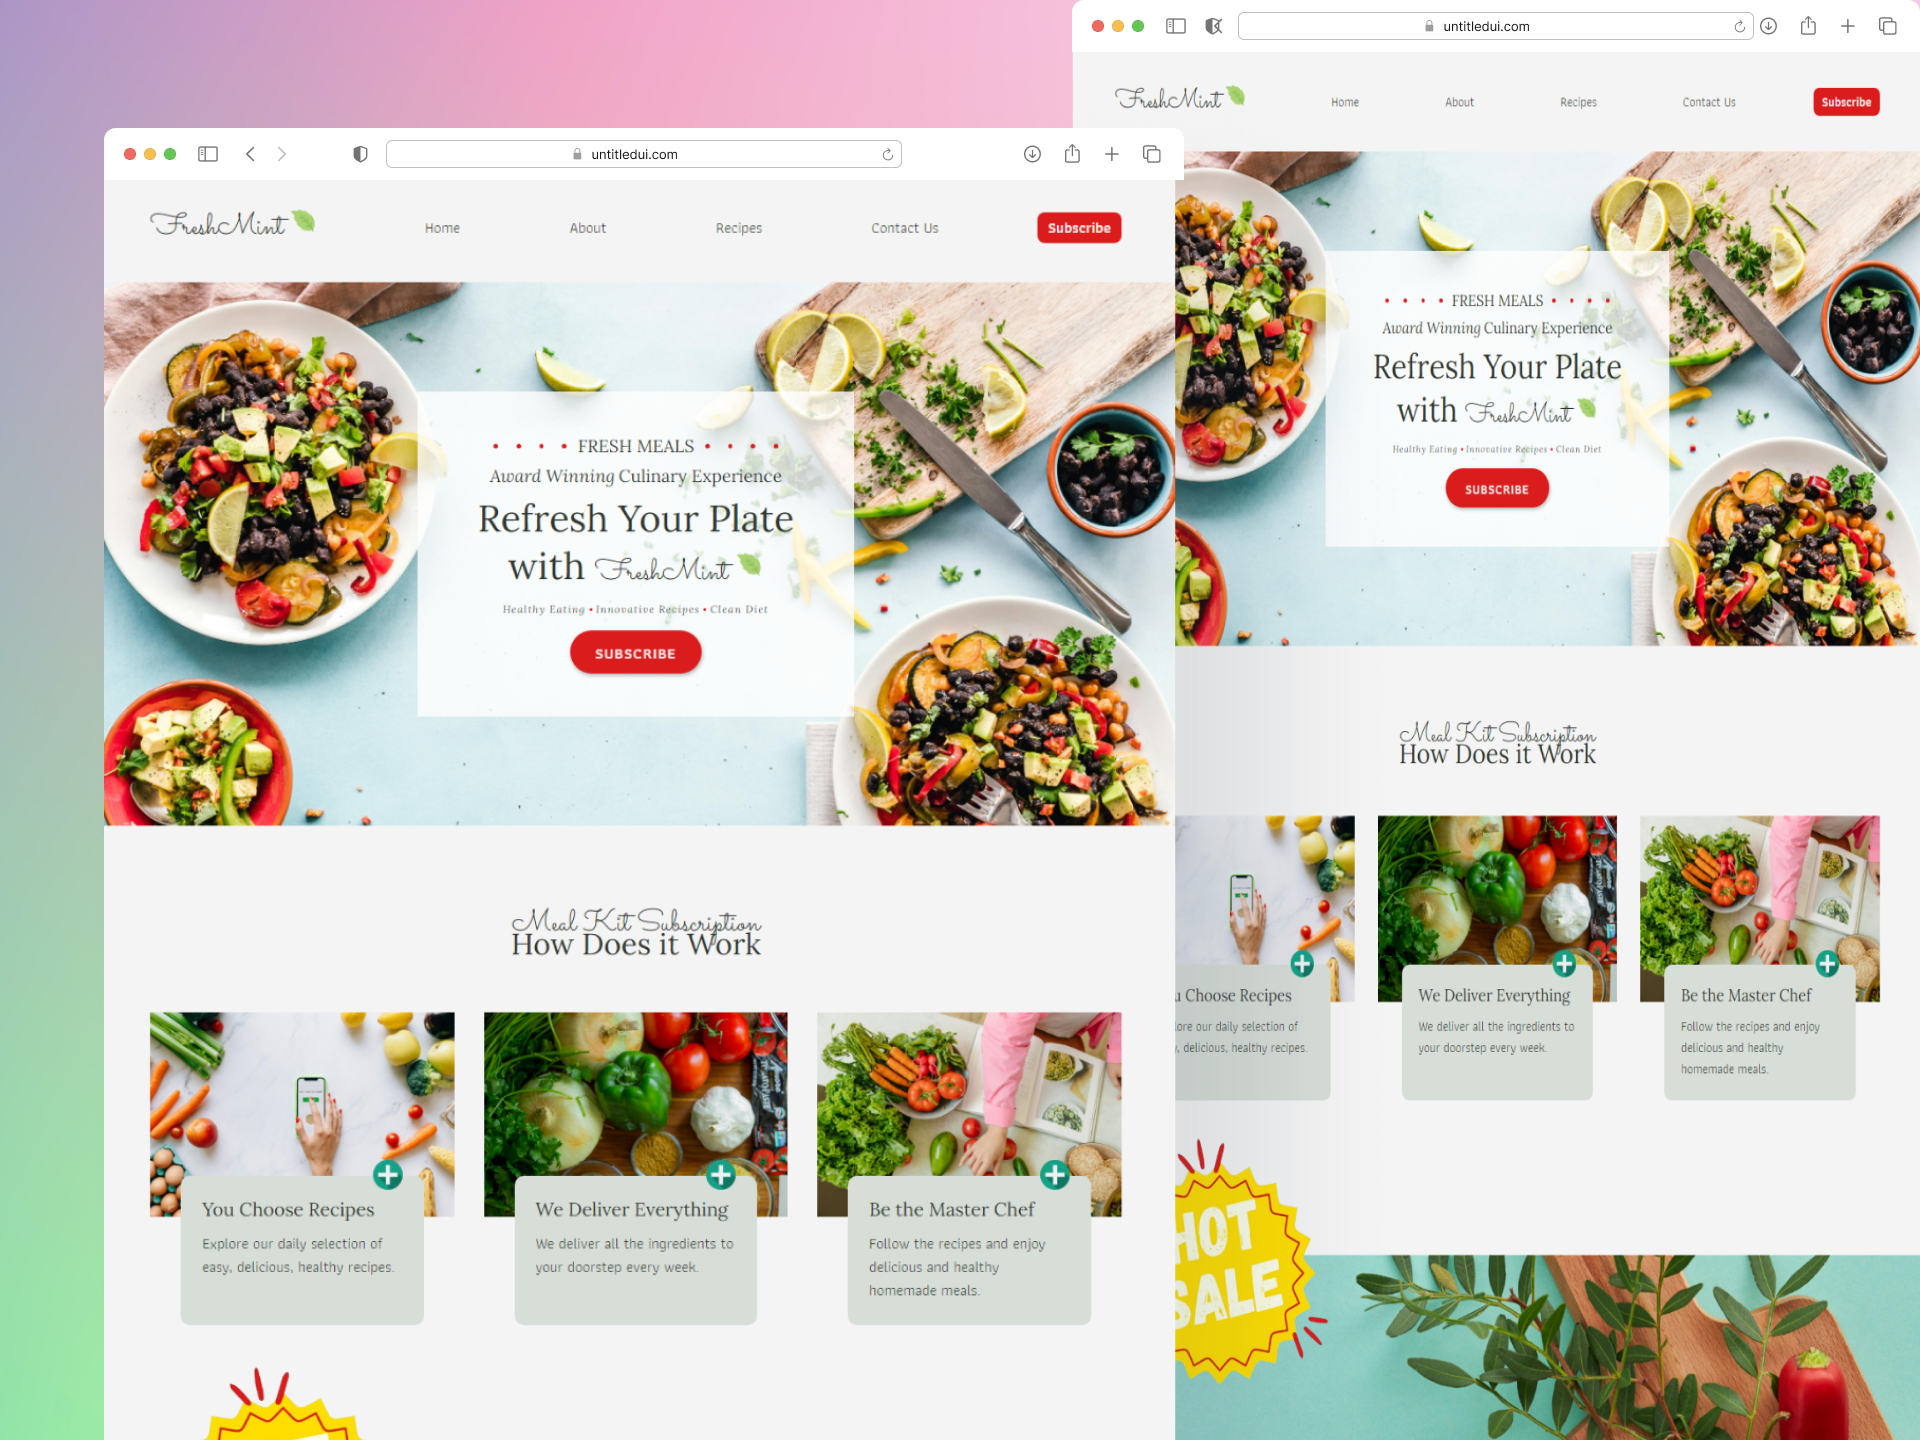 untitledui.com
FreshMint
Home
About
Recipes
Contact Us
Subscribe
FRESH MEALS
Award Winning Culinary Experience
Refresh Your Plate
with FreshMint
Healthy Eating • Innovative Recipes • Clean Diet
SUBSCRIBE
Meal Kit Subscription
How Does it Work
You Choose Recipes
Explore our daily selection of
easy, delicious, healthy recipes.
We Deliver Everything
We deliver all the ingredients to
your doorstep every week.
Be the Master Chef
Follow the recipes and enjoy
delicious and healthy
homemade meals.
untitledui.com
FreshMint
Home
About
Recipes
Contact Us
Subscribe
FRESH MEALS
Award Winning Culinary Experience
Refresh Your Plate
with FreshMint
Healthy Eating • Innovative Recipes • Clean Diet
SUBSCRIBE
Meal Kit Subscription
How Does it Work
u Choose Recipes
lore our daily selection of
, delicious, healthy recipes.
We Deliver Everything
We deliver all the ingredients to
your doorstep every week.
Be the Master Chef
Follow the recipes and enjoy
delicious and healthy
homemade meals.
HOT
SALE